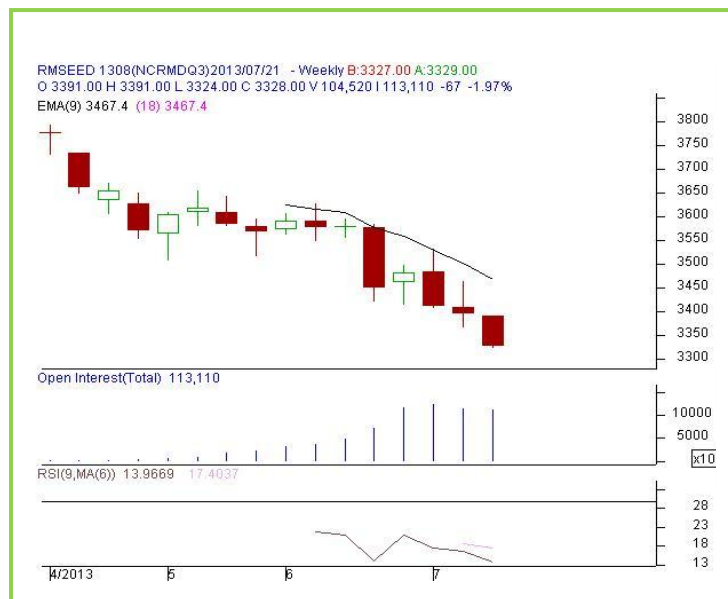 RMSEED 1308(NCRMDQ3)2013/07/21 - Weekly B:3327.00 A:3329.00
O 3391.00 H 3391.00 L 3324.00 C 3328.00 V 104,520 I 113,110 -67 -1.97%
EMA(9) 3467.4 (18) 3467.4
3800
3750
3700
3650
3600
3550
3500
3450
3400
3350
3300
Open Interest(Total) 113,110
10000
5000
x10
RSI(9,MA(6)) 13.9669 17.4037
28
23
18
13
4/2013 5 6 7